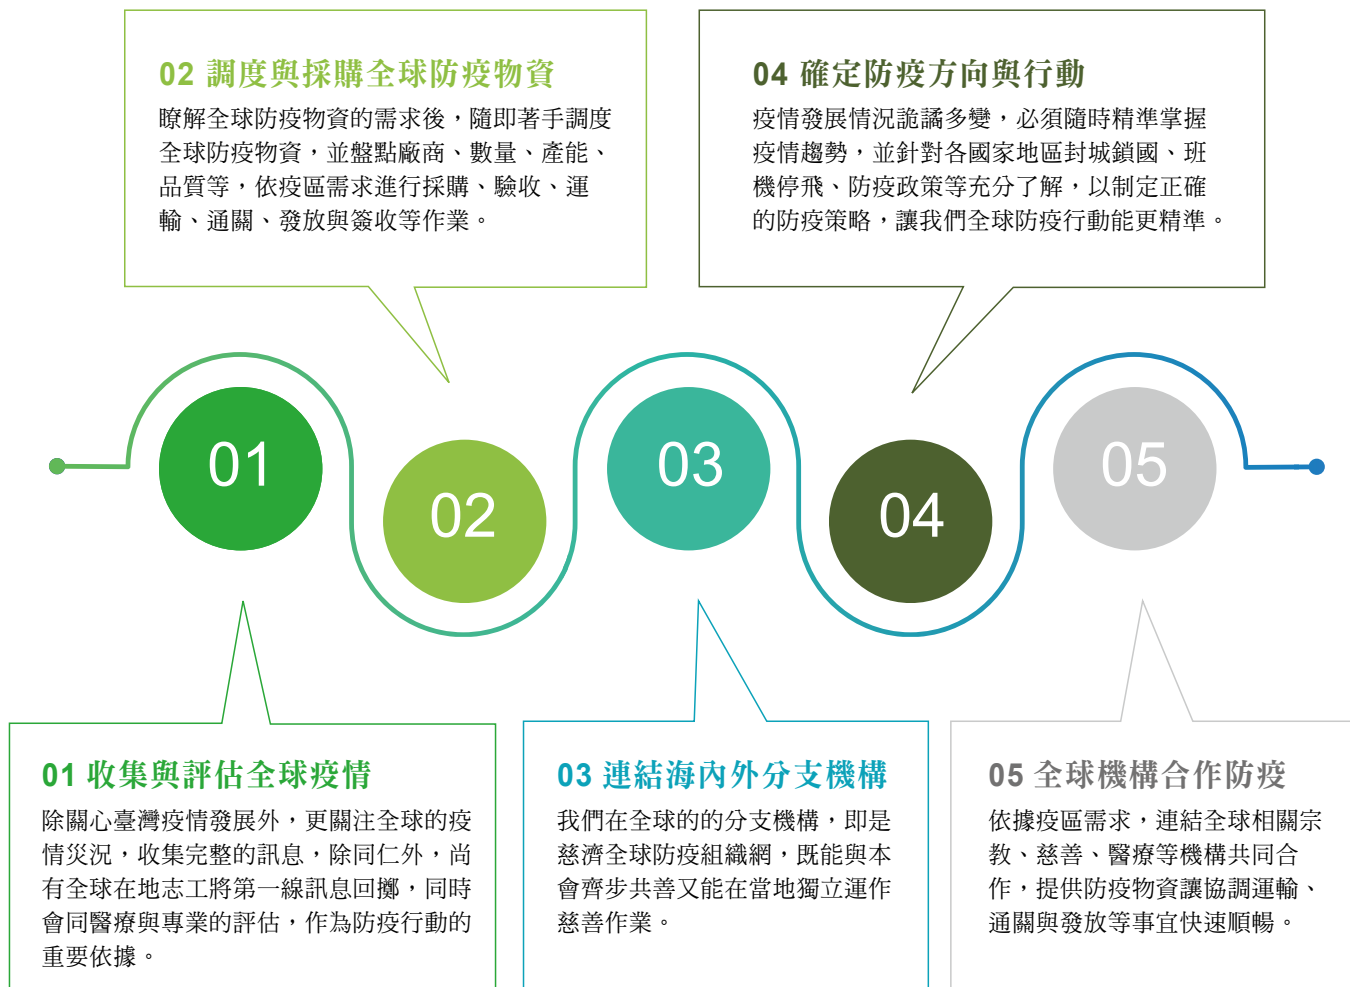 02 調度與採購全球防疫物資
瞭解全球防疫物資的需求後，隨即著手調度
全球防疫物資，並盤點廠商、數量、產能、
品質等，依疫區需求進行採購、驗收、運
輸、通關、發放與簽收等作業。
04 確定防疫方向與行動
疫情發展情況詭譎多變，必須隨時精準掌握
疫情趨勢，並針對各國家地區封城鎖國、班
機停飛、防疫政策等充分了解，以制定正確
的防疫策略，讓我們全球防疫行動能更精準。
01
02
03
04
05
01 收集與評估全球疫情
除關心臺灣疫情發展外，更關注全球的疫
情災況，收集完整的訊息，除同仁外，尚
有全球在地志工將第一線訊息回擲，同時
會同醫療與專業的評估，作為防疫行動的
重要依據。
03 連結海內外分支機構
我們在全球的的分支機構，即是
慈濟全球防疫組織網，既能與本
會齊步共善又能在當地獨立運作
慈善作業。
05 全球機構合作防疫
依據疫區需求，連結全球相關宗
教、慈善、醫療等機構共同合
作，提供防疫物資讓協調運輸、
通關與發放等事宜快速順暢。